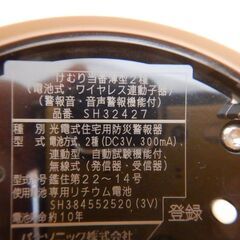 けむり当番薄型2種
(電池式・ワイヤレス連動子器)
(警報音・音声警報機能付)
品番 SH32427
種別 光電式住宅用防災警報器
型式 電池方式、2種(DC3V、300mA)、
連動型、自動試験機能付、
無線式(発信器・受信器)
型式番号 鑑住第22〜14号
電池 専用リチウム電池
SH384552520(3V)
電池寿命 約10年
登録
パナソニック株式会社